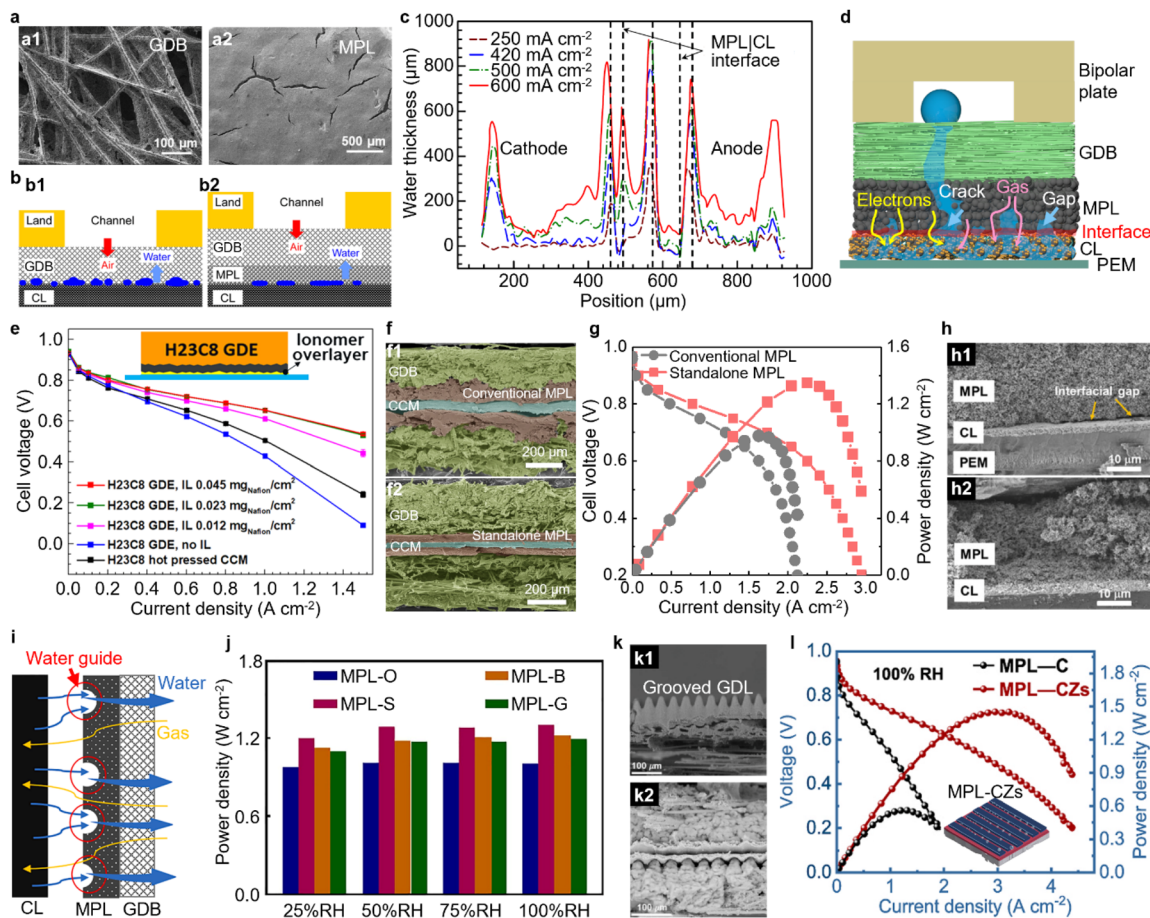 a
a1
GDB
100 μm
a2
MPL
500 μm
b
b1
Land
Channel
Air
Water
GDB
CL
b2
Land
Channel
Air
GDB
Water
MPL
CL
c
Water thickness (μm)
1000
800
600
400
200
0
250 mA cm⁻²
420 mA cm⁻²
500 mA cm⁻²
600 mA cm⁻²
MPL|CL
interface
Cathode
Anode
200
400
600
800
1000
Position (μm)
d
Bipolar
plate
GDB
Electrons
Crack
Gas
Gap
MPL
Interface
CL
PEM
e
Cell voltage (V)
1.0
0.8
0.6
0.4
0.2
0.0
H23C8 GDE
Ionomer
overlayer
H23C8 GDE, IL 0.045 mgNafion/cm²
H23C8 GDE, IL 0.023 mgNafion/cm²
H23C8 GDE, IL 0.012 mgNafion/cm²
H23C8 GDE, no IL
H23C8 hot pressed CCM
0.0 0.2 0.4 0.6 0.8 1.0 1.2 1.4
Current density (A cm⁻²)
f
f1
GDB
Conventional MPL
CCM
200 μm
f2
GDB
Standalone MPL
CCM
200 μm
g
Cell voltage (V)
1.0
0.8
0.6
0.4
0.2
Conventional MPL
Standalone MPL
1.6
1.2
0.8
0.4
0.0
Power density (W cm⁻²)
0.0 0.5 1.0 1.5 2.0 2.5 3.0
Current density (A cm⁻²)
h
h1
MPL
Interfacial gap
CL
PEM
10 μm
h2
MPL
CL
10 μm
i
Water guide
Water
Gas
CL
MPL
GDB
j
Power density (W cm⁻²)
1.8
1.2
0.6
0.0
MPL-O
MPL-B
MPL-S
MPL-G
25%RH
50%RH
75%RH
100%RH
k
k1
Grooved GDL
100 μm
k2
100 μm
l
Voltage (V)
1.0
0.8
0.6
0.4
0.2
0.0
100% RH
MPL—C
MPL—CZs
MPL-CZs
2.1
1.8
1.5
1.2
0.9
0.6
0.3
0.0
Power density (W cm⁻²)
0 1 2 3 4
Current density (A cm⁻²)